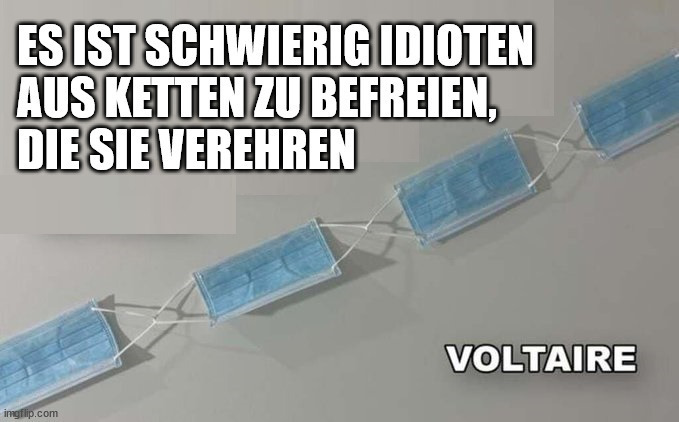 ES IST SCHWIERIG IDIOTEN
AUS KETTEN ZU BEFREIEN,
DIE SIE VEREHREN
VOLTAIRE
imgflip.com